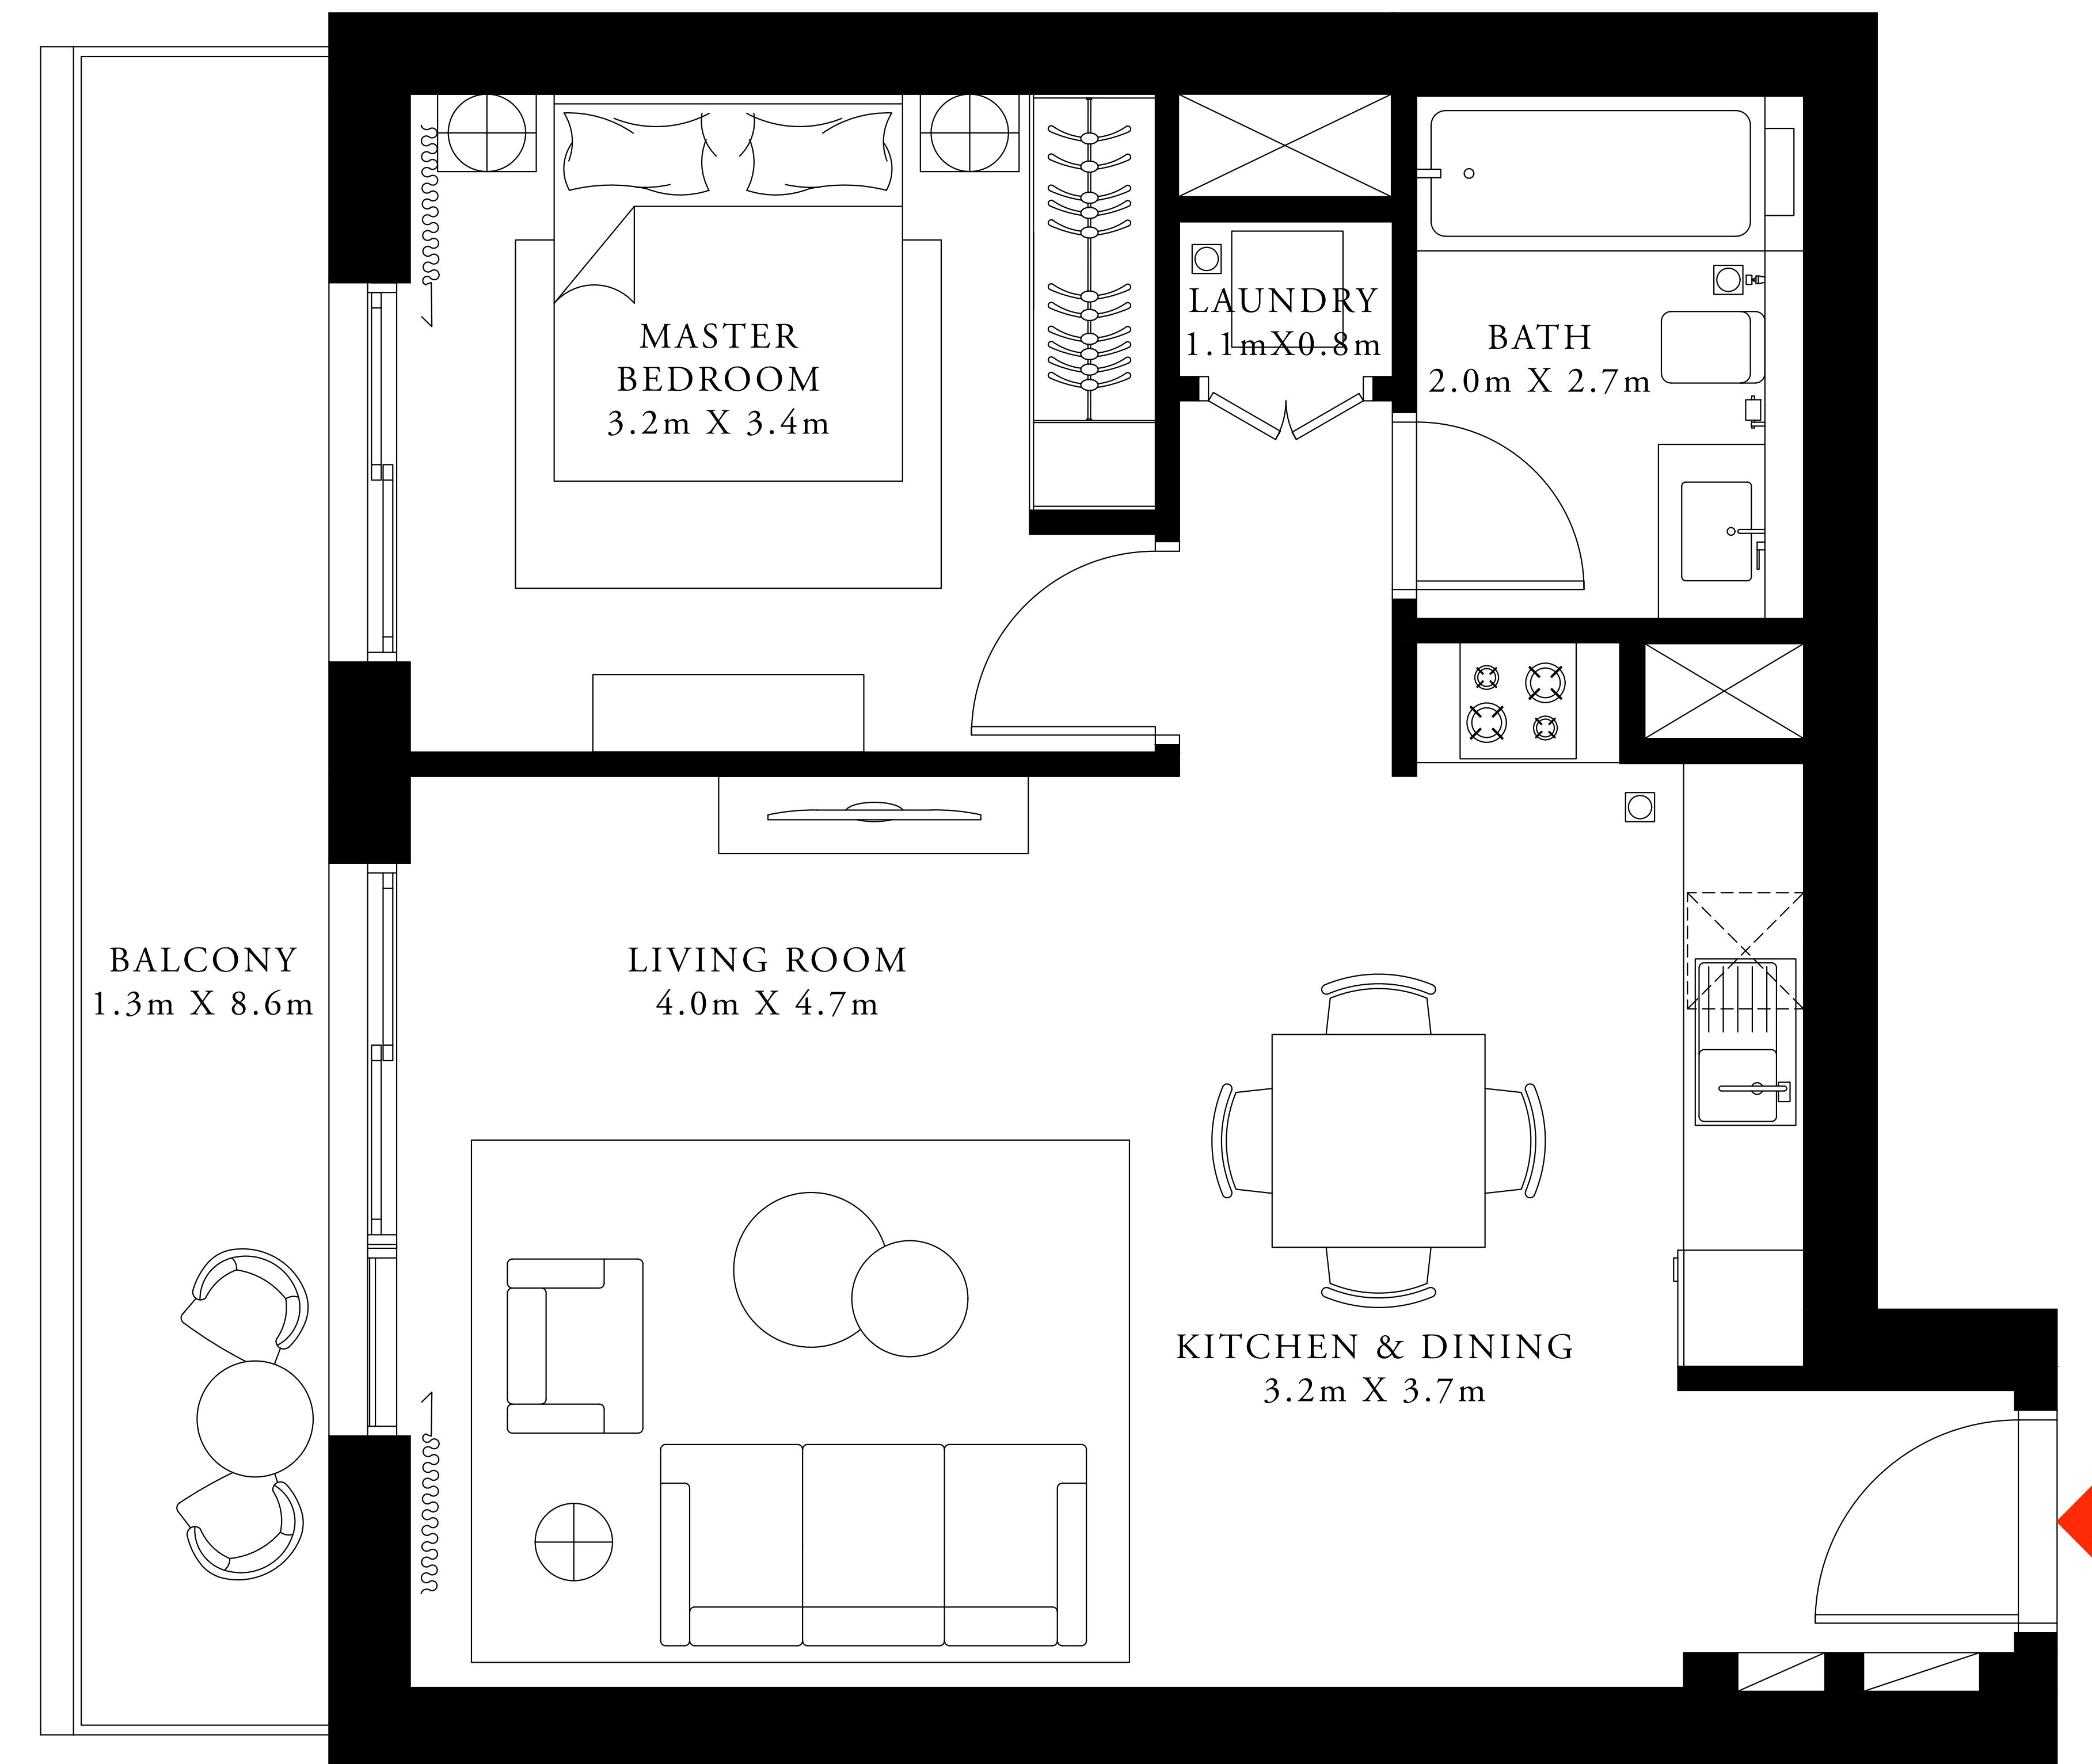 MASTER
BEDROOM
3.2m X 3.4m
LAUNDRY
1.1mX0.8m
BATH
2.0m X 2.7m
BALCONY
1.3m X 8.6m
LIVING ROOM
4.0m X 4.7m
KITCHEN & DINING
3.2m X 3.7m